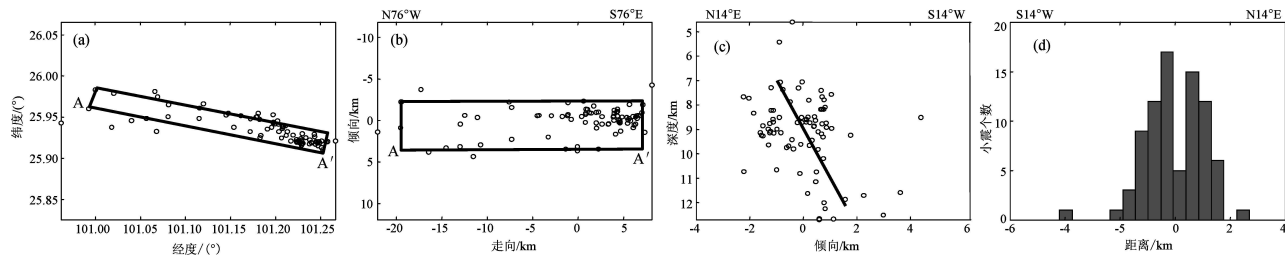 (a)
26.05
26.00
25.95
25.90
25.85
纬度/(°)
A
A′
101.00 101.05 101.10 101.15 101.20 101.25
经度/(°)
N76°W S76°E
(b)
-10
-5
0
5
10
倾向/km
A
A′
-20 -15 -10 -5 0 5
走向/km
N14°E S14°W
(c)
5
6
7
8
9
10
11
12
深度/km
-4 -2 0 2 4 6
倾向/km
S14°W N14°E
(d)
20
15
10
5
0
小震个数
-6 -4 -2 0 2 4
距离/km